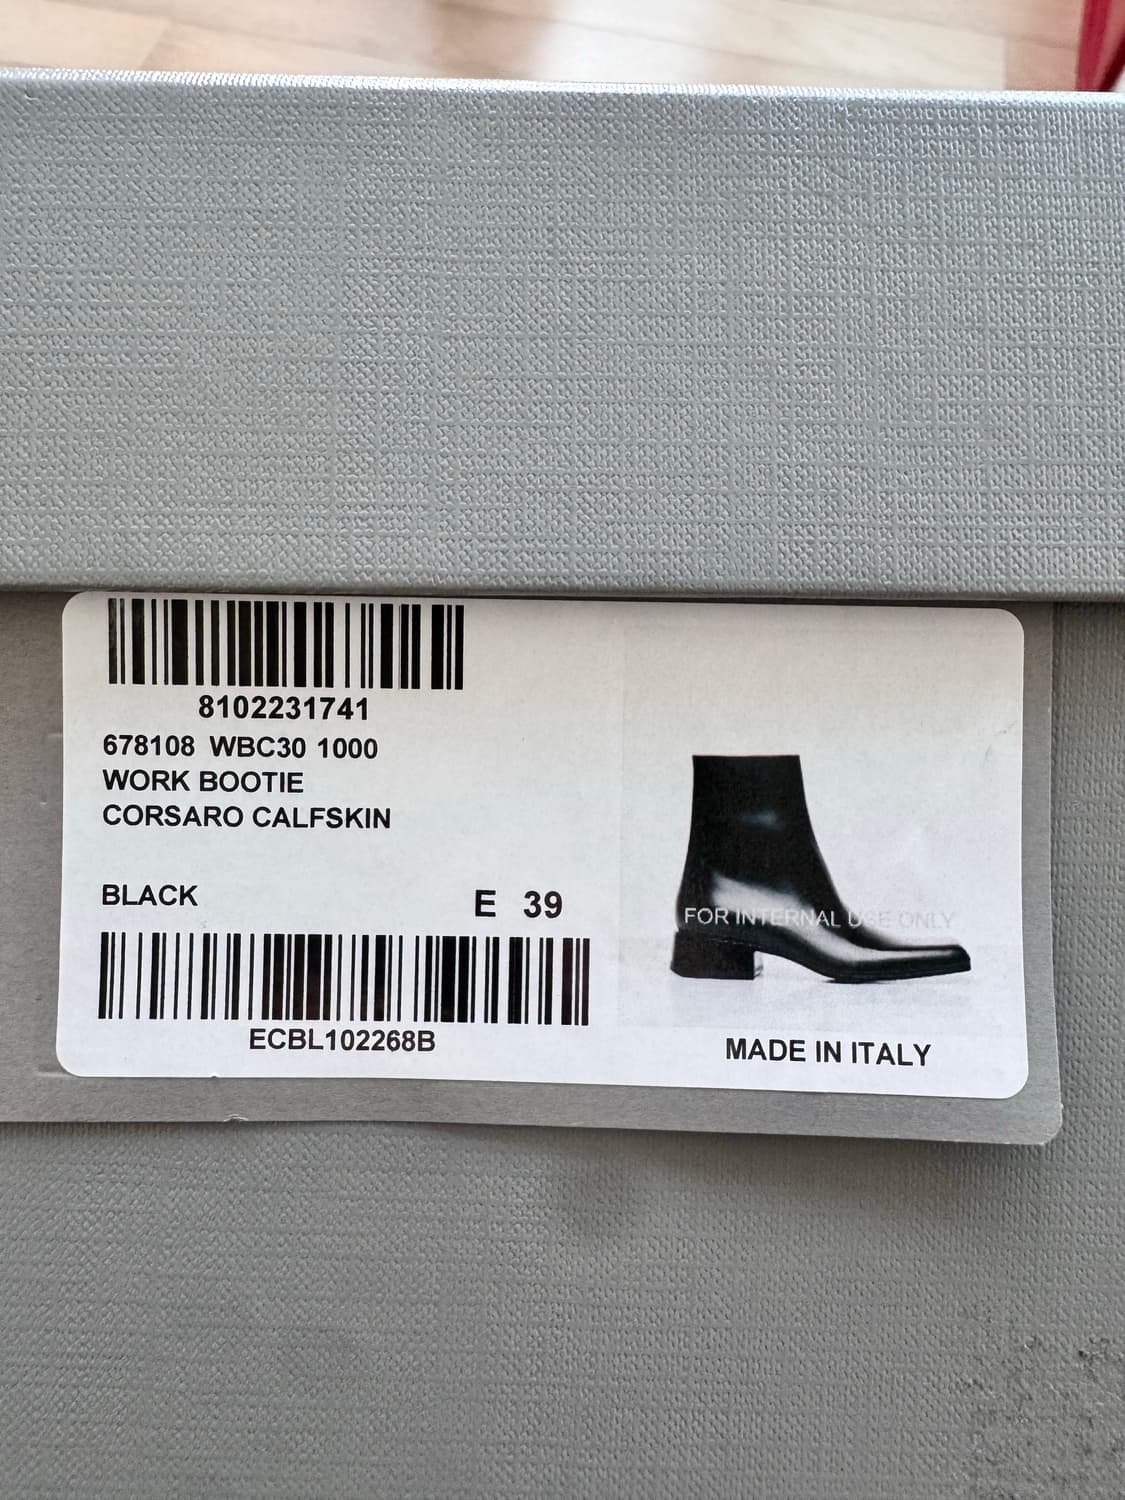 8102231741
678108 WBC30 1000
WORK BOOTIE
CORSARO CALFSKIN
BLACK
E 39
ECBL102268B
FOR INTERNAL USE ONLY
MADE IN ITALY